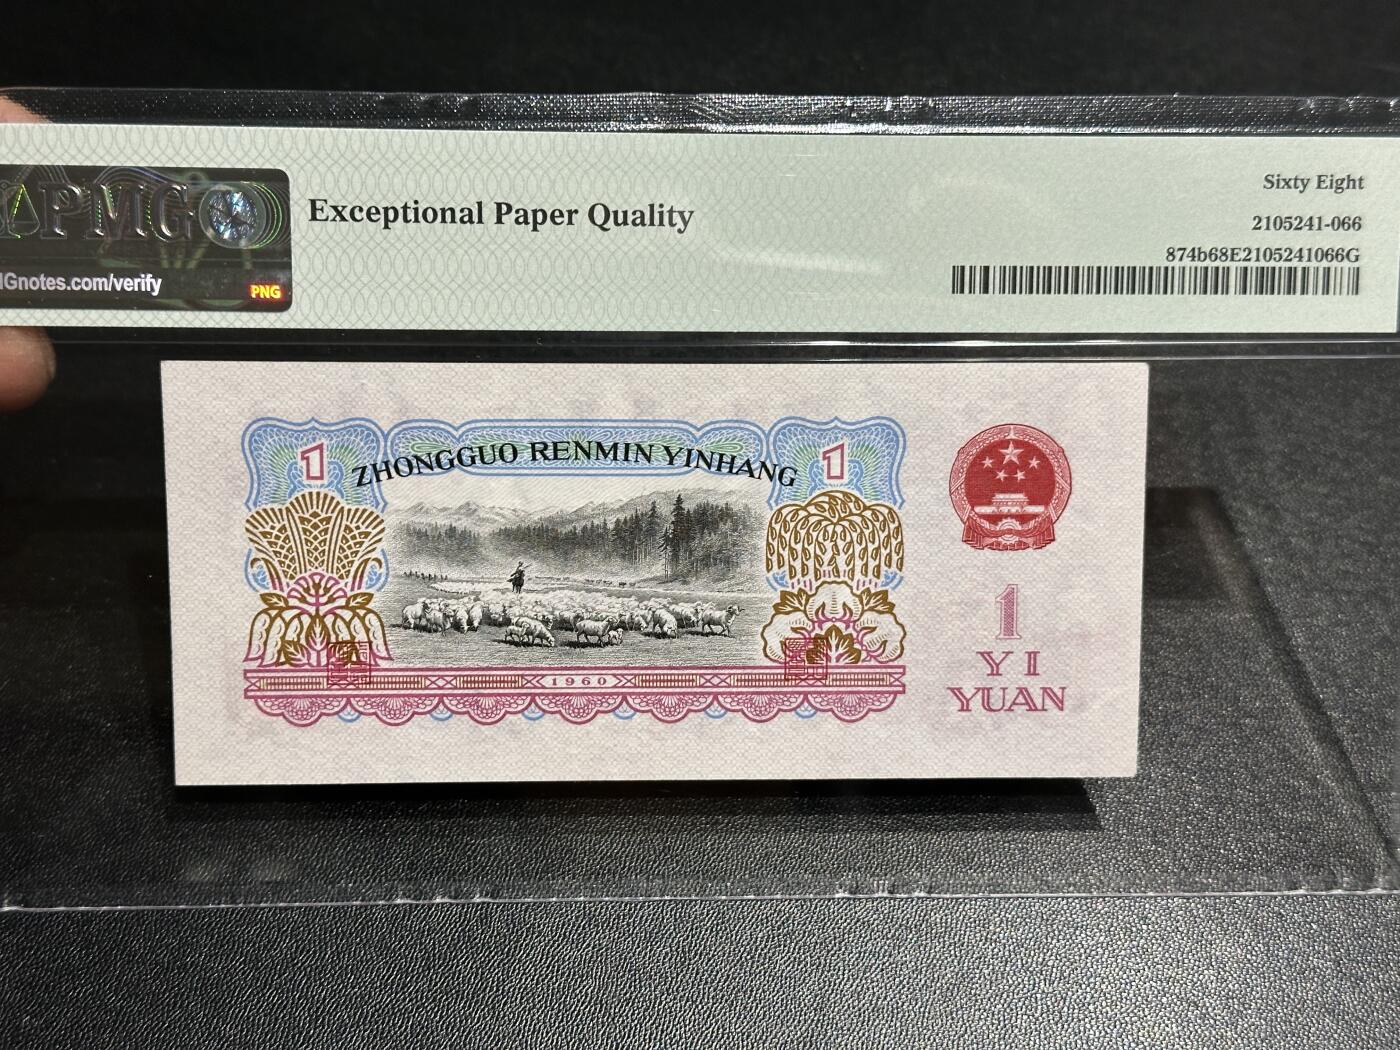 PMG
Gnotes.com/verify
PNG
Exceptional Paper Quality
Sixty Eight
2105241-066
874b68E2105241066G
1
ZHONGGUO RENMIN YINHANG
1
1960
1
YI
YUAN